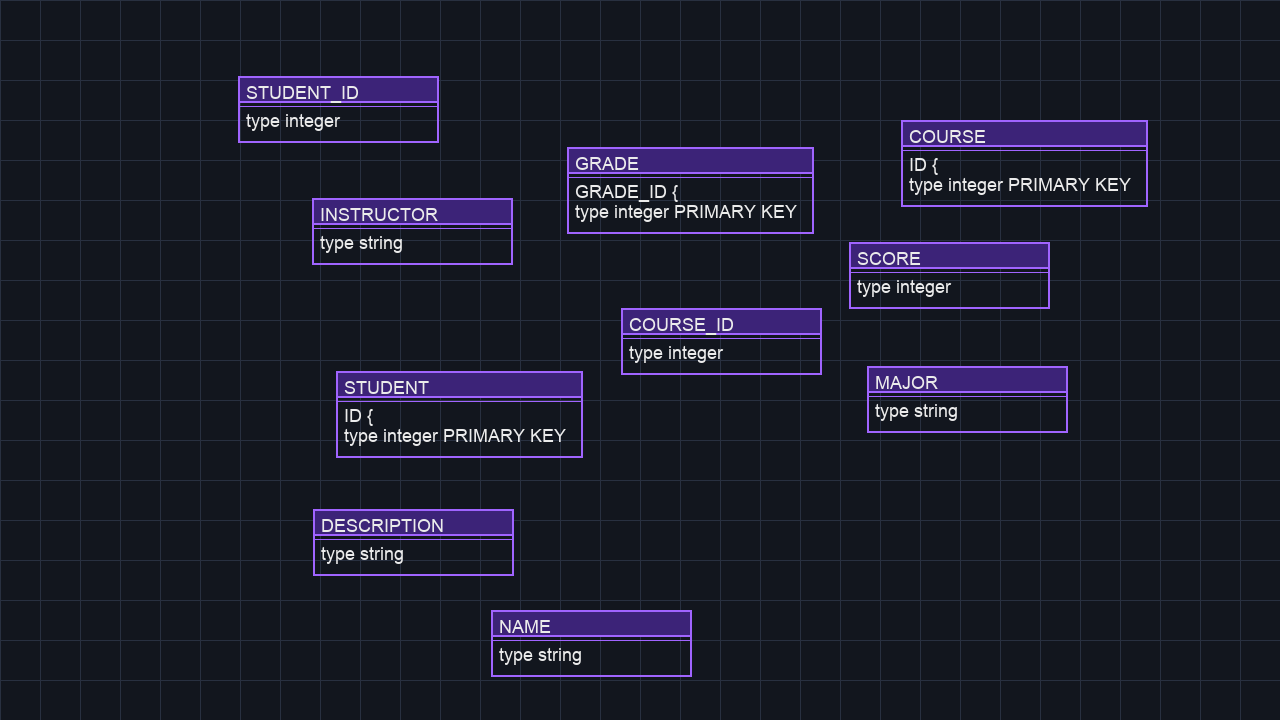 STUDENT_ID
type integer
COURSE
ID {
type integer PRIMARY KEY
GRADE
GRADE_ID {
type integer PRIMARY KEY
INSTRUCTOR
type string
SCORE
type integer
COURSE_ID
type integer
MAJOR
type string
STUDENT
ID {
type integer PRIMARY KEY
DESCRIPTION
type string
NAME
type string